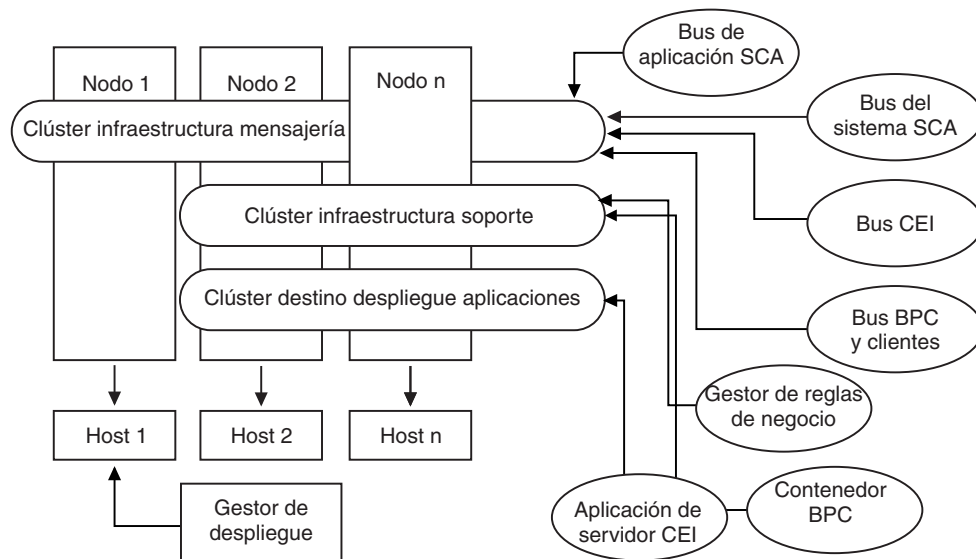 Nodo 1
Nodo 2
Nodo n
Bus de
aplicación SCA
Bus del
sistema SCA
Clúster infraestructura mensajería
Clúster infraestructura soporte
Bus CEI
Clúster destino despliegue aplicaciones
Bus BPC
y clientes
Gestor de reglas
de negocio
Host 1
Host 2
Host n
Gestor de
despliegue
Aplicación de
servidor CEI
Contenedor
BPC